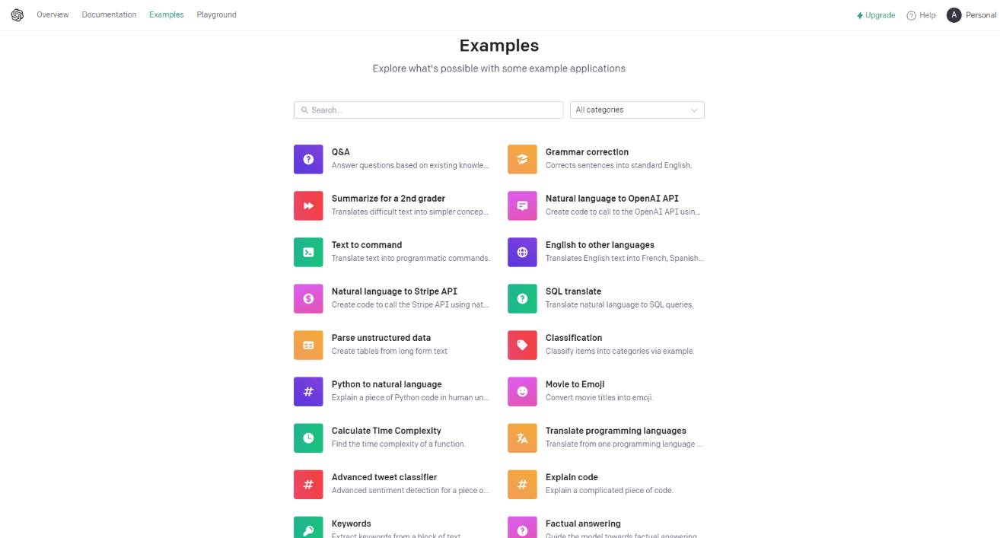 Overview Documentation Examples Playground Upgrade Help A Personal
Examples
Explore what's possible with some example applications
Search... All categories
Q&A
Answer questions based on existing knowle...
Grammar correction
Corrects sentences into standard English.
Summarize for a 2nd grader
Translates difficult text into simpler concep...
Natural language to OpenAI API
Create code to call to the OpenAI API usin...
Text to command
Translate text into programmatic commands.
English to other languages
Translates English text into French, Spanish...
Natural language to Stripe API
Create code to call the Stripe API using nat...
SQL translate
Translate natural language to SQL queries.
Parse unstructured data
Create tables from long form text
Classification
Classify items into categories via example.
Python to natural language
Explain a piece of Python code in human un...
Movie to Emoji
Convert movie titles into emoji.
Calculate Time Complexity
Find the time complexity of a function.
Translate programming languages
Translate from one programming language ...
Advanced tweet classifier
Advanced sentiment detection for a piece o...
Explain code
Explain a complicated piece of code.
Keywords
Extract keywords from a block of text.
Factual answering
Guide the model towards factual answering